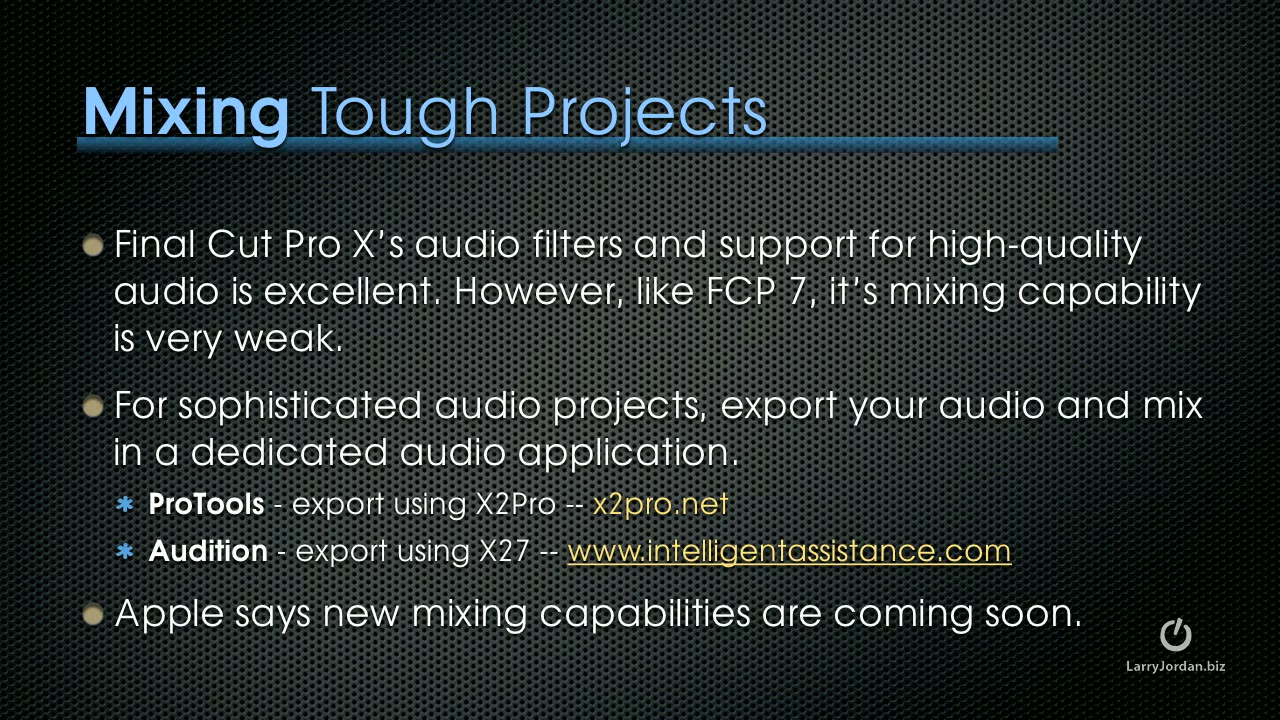 Mixing Tough Projects
Final Cut Pro X’s audio filters and support for high-quality
audio is excellent. However, like FCP 7, it’s mixing capability
is very weak.
For sophisticated audio projects, export your audio and mix
in a dedicated audio application.
ProTools - export using X2Pro -- x2pro.net
Audition - export using X27 -- www.intelligentassistance.com
Apple says new mixing capabilities are coming soon.
LarryJordan.biz